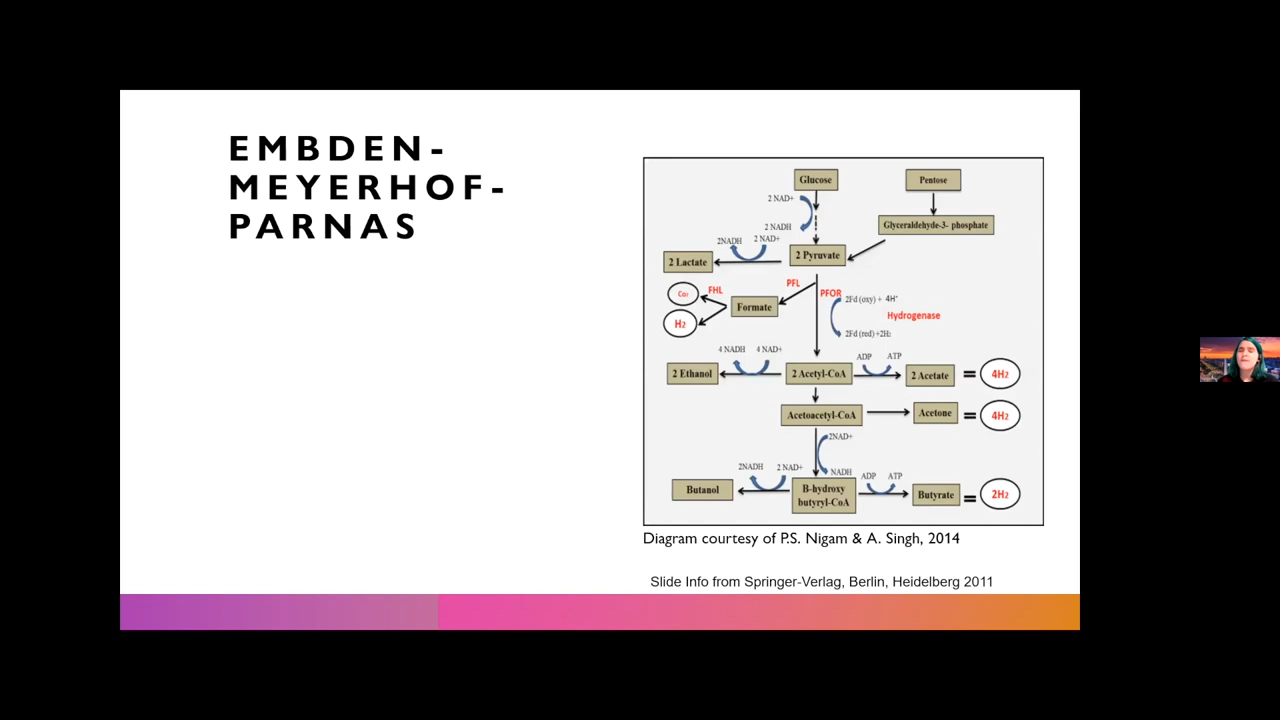 EMBDEN-
MEYERHOF-
PARNAS
Glucose
Pentose
2 NAD+
2 NADH
Glyceraldehyde-3- phosphate
2NADH
2 NAD+
2 Lactate
2 Pyruvate
PFL
FHL
Co2
PFOR
2Fd (oxy) + 4H+
Formate
Hydrogenase
H2
2Fd (red) +2H2
4 NADH
4 NAD+
ADP
ATP
2 Ethanol
2 Acetyl-CoA
2 Acetate
=
4H2
Acetoacetyl-CoA
Acetone
=
4H2
2NAD+
2NADH
2 NAD+
NADH
ADP
ATP
Butanol
B-hydroxy
butyryl-CoA
Butyrate
=
2H2
Diagram courtesy of P.S. Nigam & A. Singh, 2014
Slide Info from Springer-Verlag, Berlin, Heidelberg 2011